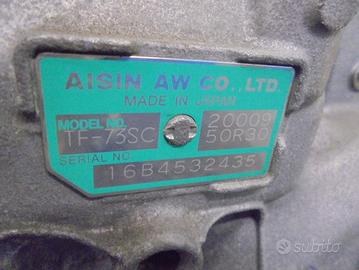 AISIN AW CO.,LTD.
MADE IN JAPAN
MODEL NO. 20009
TF-73SC 50R30
SERIAL NO.
16B4532435
subito